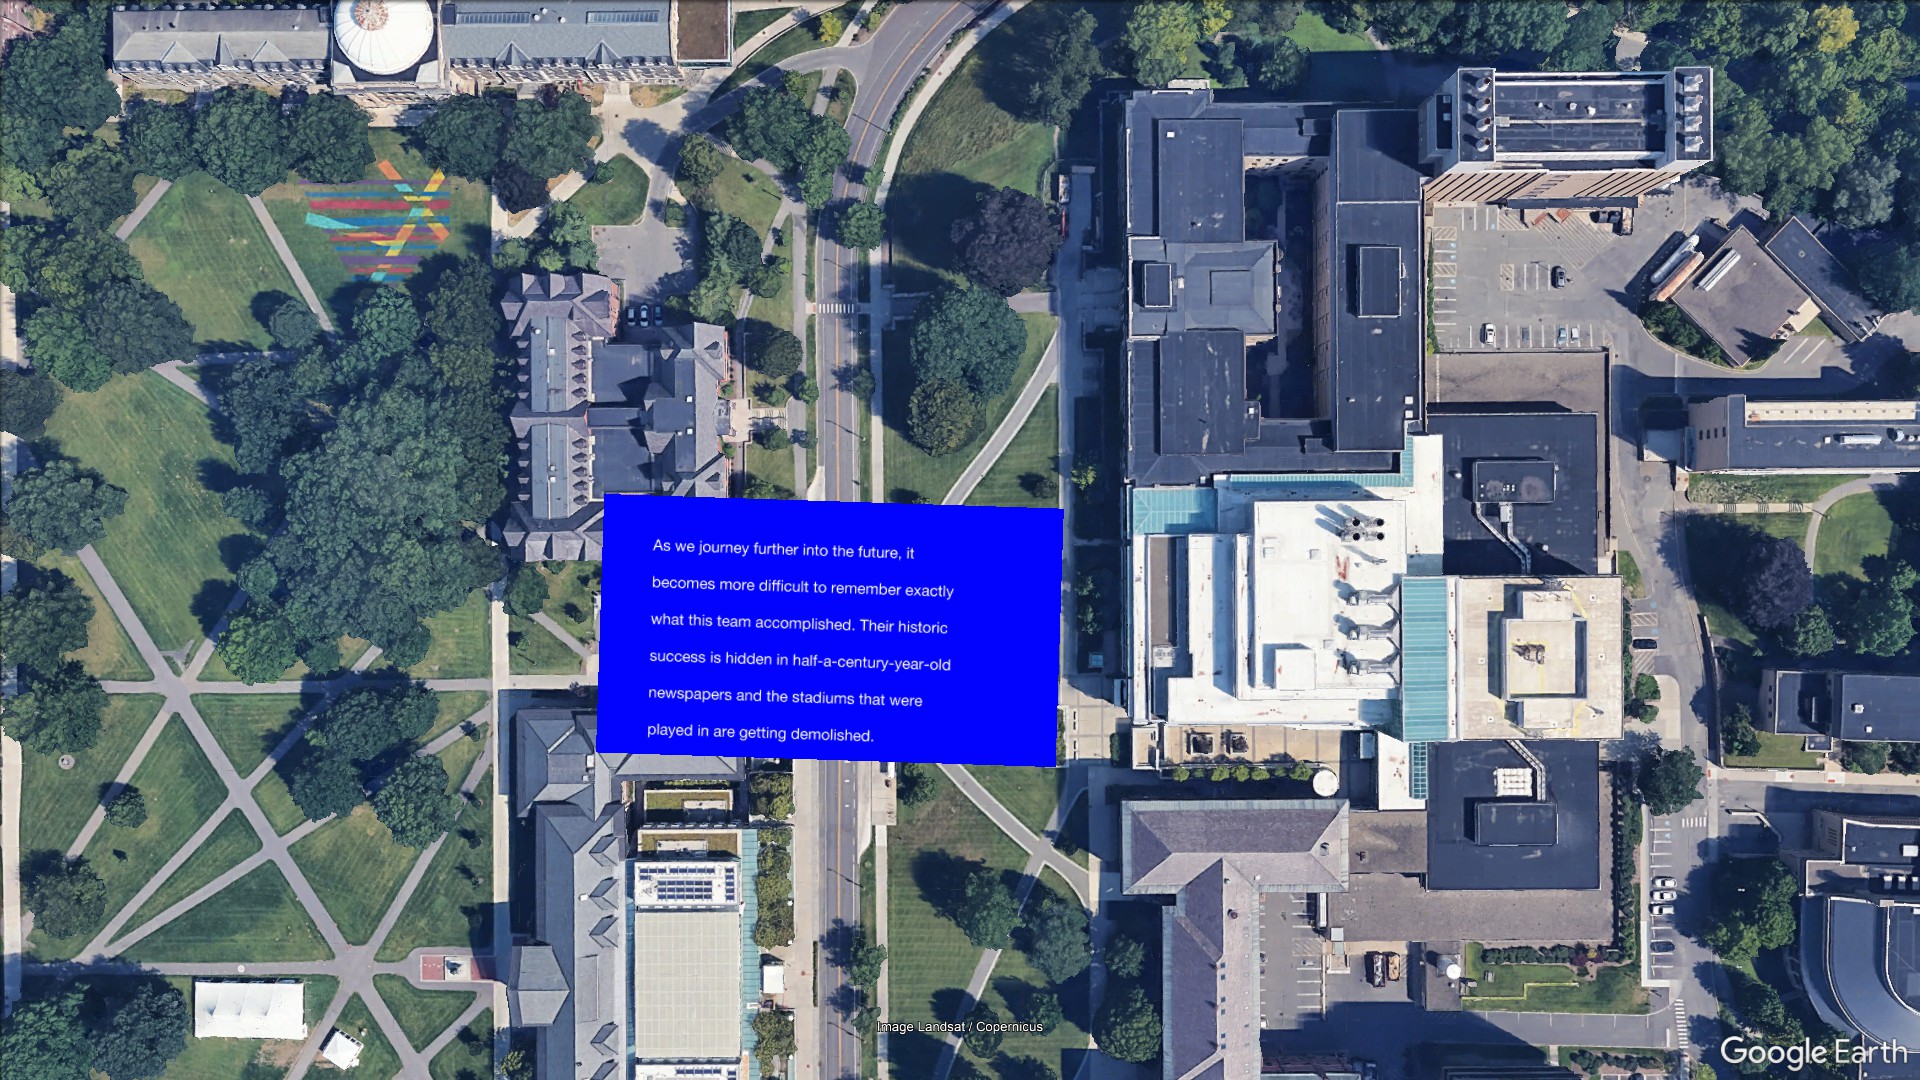 As we journey further into the future, it
becomes more difficult to remember exactly
what this team accomplished. Their historic
success is hidden in half-a-century-year-old
newspapers and the stadiums that were
played in are getting demolished.
Image Landsat / Copernicus
Google Earth